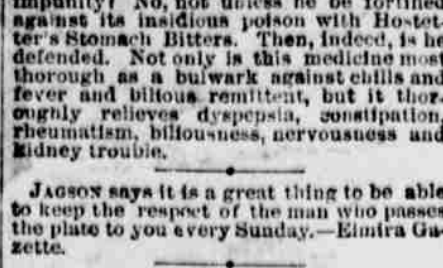 impunity? No, not unless he be fortified
against its insidious poison with Hostet-
ter's Stomach Bitters. Then, indeed, is he
defended. Not only is this medicine most
thorough as a bulwark against chills and
fever and bilious remittent, but it thor-
oughly relieves dyspepsia, constipation,
rheumatism, biliousness, nervousness and
kidney trouble.
JAGSON says it is a great thing to be able
to keep the respect of the man who passes
the plate to you every Sunday.—Elmira Ga-
zette.